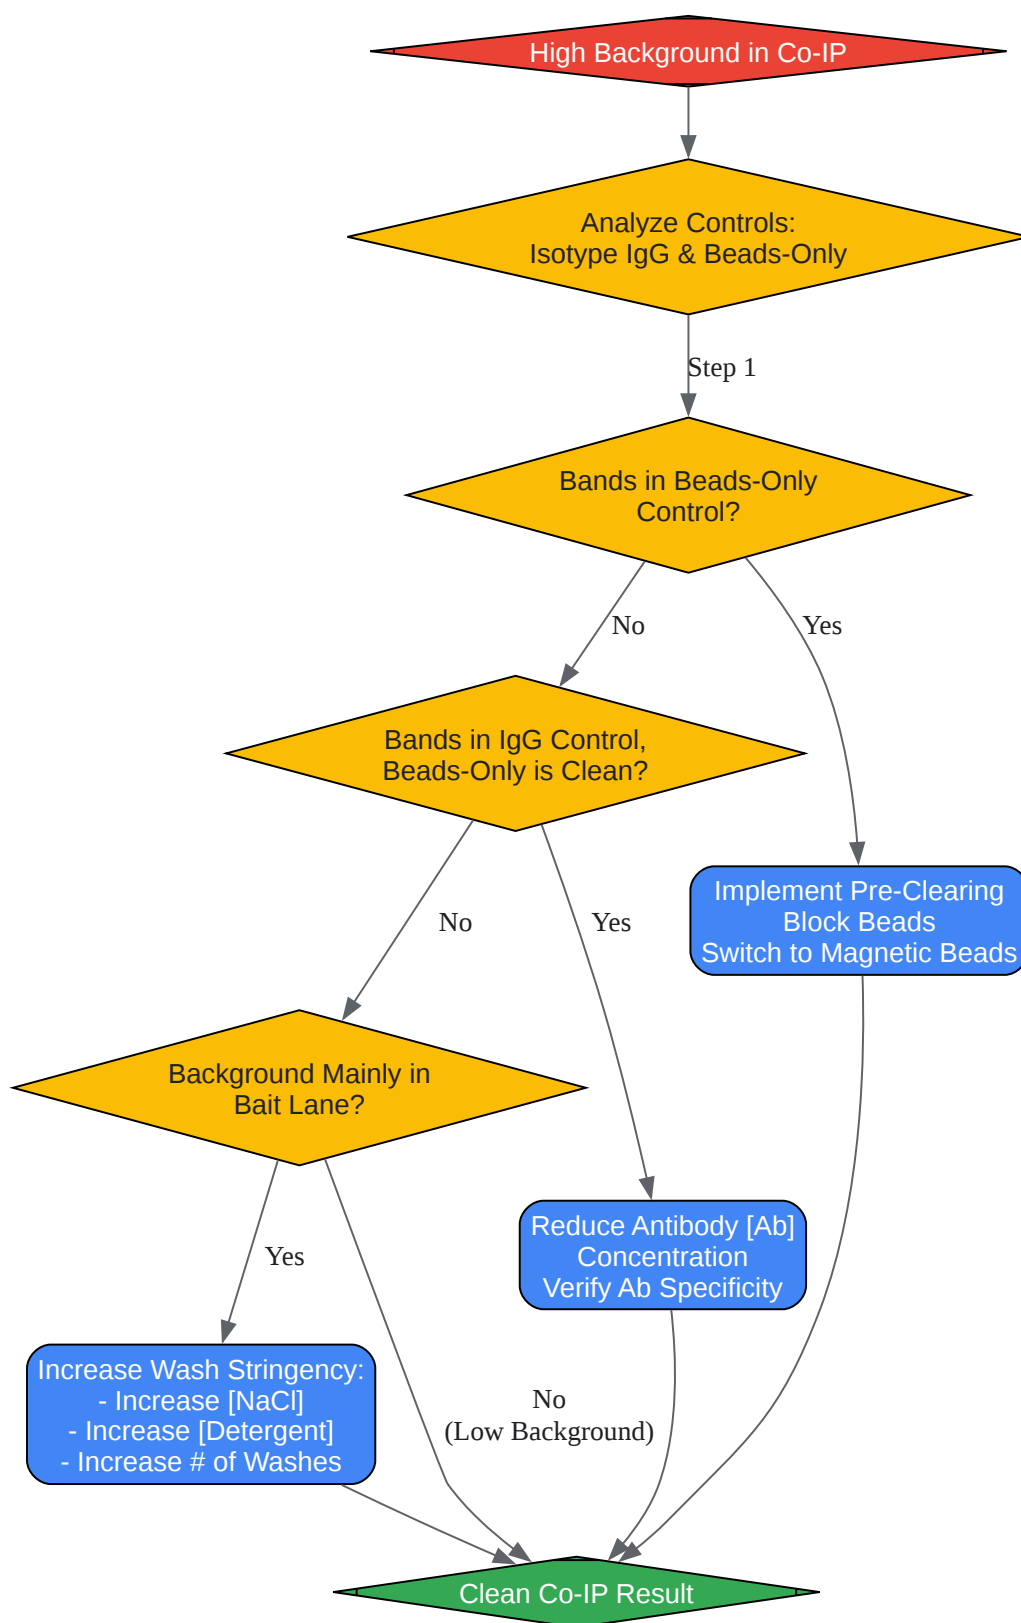 High Background in Co-IP
Analyze Controls:
Isotype IgG & Beads-Only
Step 1
Bands in Beads-Only
Control?
No
Yes
Bands in IgG Control,
Beads-Only is Clean?
Implement Pre-Clearing
Block Beads
Switch to Magnetic Beads
No
Yes
Background Mainly in
Bait Lane?
Reduce Antibody [Ab]
Concentration
Verify Ab Specificity
Yes
Increase Wash Stringency:
- Increase [NaCl]
- Increase [Detergent]
- Increase # of Washes
No
(Low Background)
Clean Co-IP Result